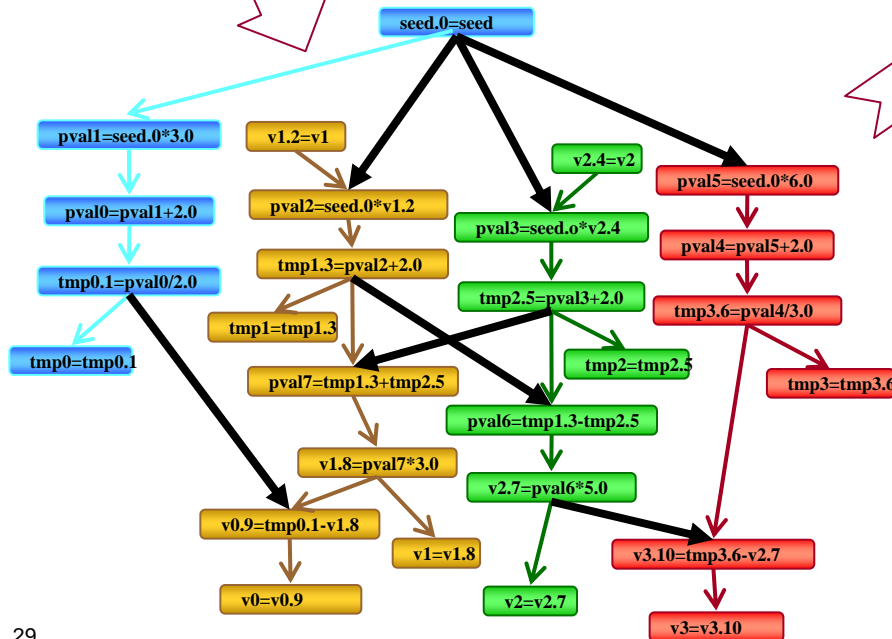 seed.0=seed
pval1=seed.0*3.0
v1.2=v1
v2.4=v2
pval5=seed.0*6.0
pval2=seed.0*v1.2
pval0=pval1+2.0
pval3=seed.o*v2.4
pval4=pval5+2.0
tmp1.3=pval2+2.0
tmp0.1=pval0/2.0
tmp2.5=pval3+2.0
tmp3.6=pval4/3.0
tmp1=tmp1.3
tmp0=tmp0.1
tmp2=tmp2.5
pval7=tmp1.3+tmp2.5
tmp3=tmp3.6
pval6=tmp1.3-tmp2.5
v1.8=pval7*3.0
v2.7=pval6*5.0
v0.9=tmp0.1-v1.8
v1=v1.8
v3.10=tmp3.6-v2.7
v0=v0.9
v2=v2.7
v3=v3.10
29